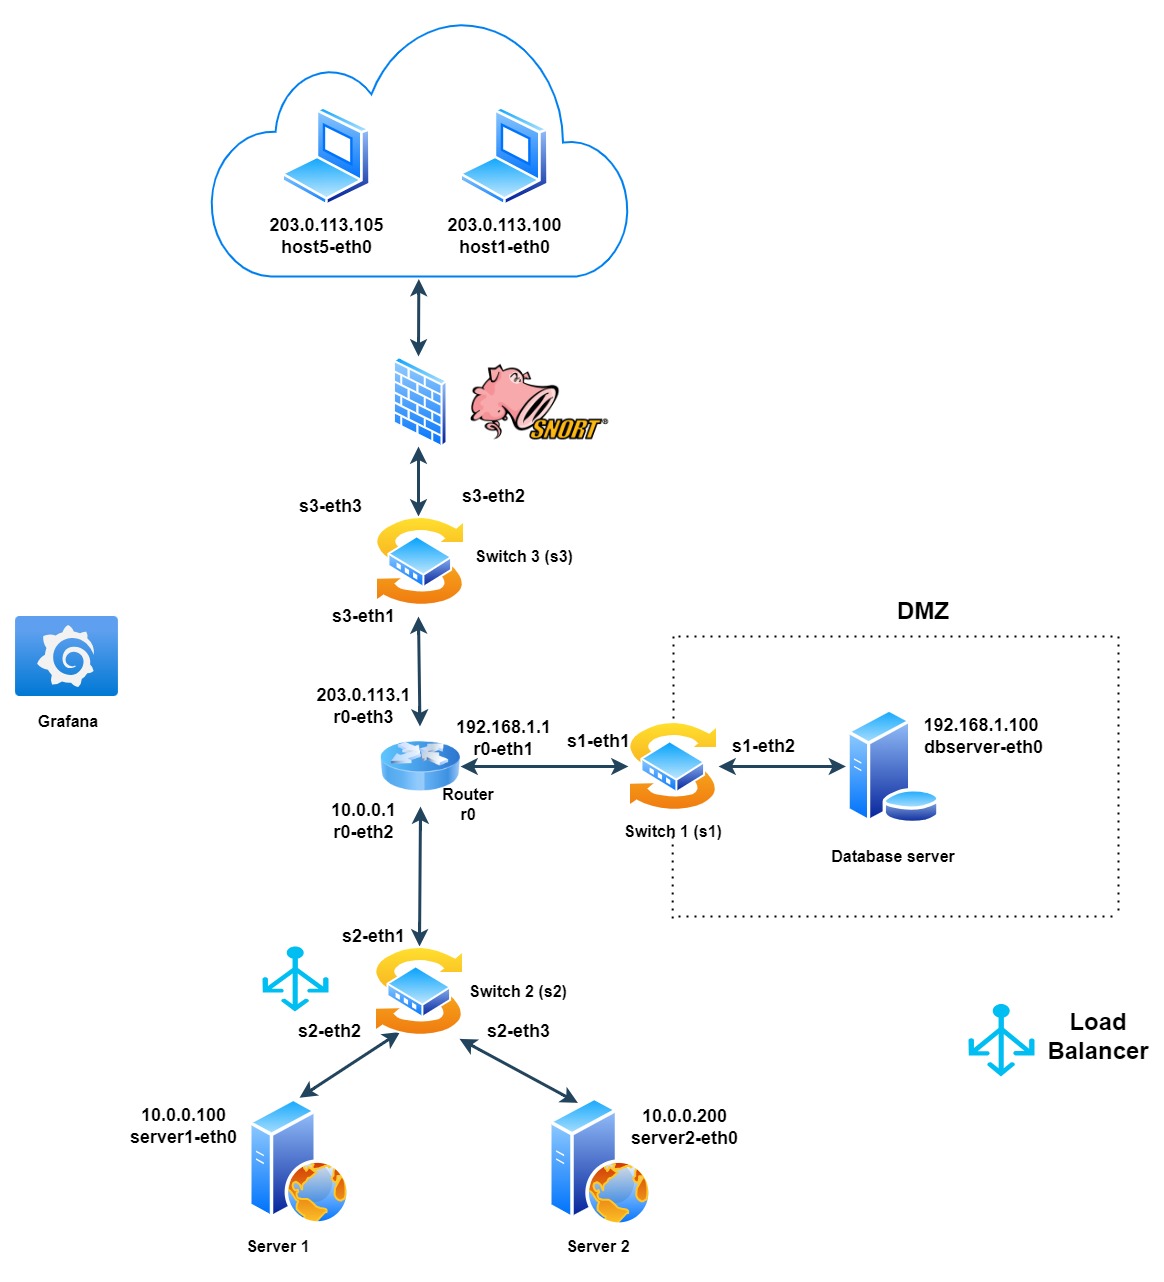 203.0.113.105
host5-eth0
203.0.113.100
host1-eth0
SNORT®
s3-eth3
s3-eth2
Switch 3 (s3)
s3-eth1
DMZ
Grafana
203.0.113.1
r0-eth3
192.168.1.1
r0-eth1
s1-eth1
s1-eth2
192.168.1.100
dbserver-eth0
Router
r0
10.0.0.1
r0-eth2
Switch 1 (s1)
Database server
s2-eth1
Switch 2 (s2)
s2-eth2
s2-eth3
Load
Balancer
10.0.0.100
server1-eth0
10.0.0.200
server2-eth0
Server 1
Server 2